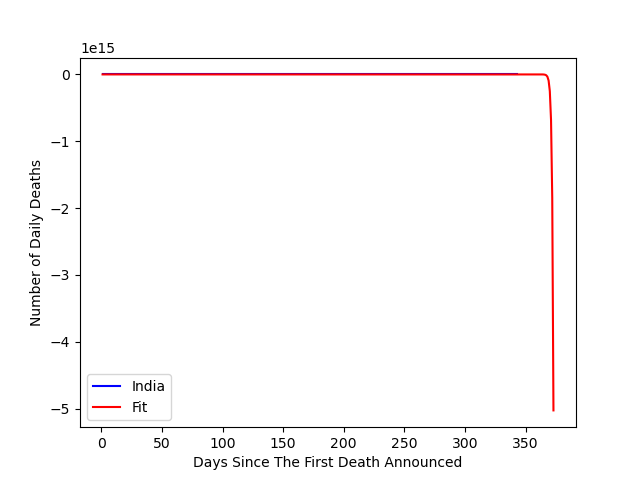 1e15
0
−1
−2
−3
−4
−5
Number of Daily Deaths
India
Fit
0 50 100 150 200 250 300 350
Days Since The First Death Announced